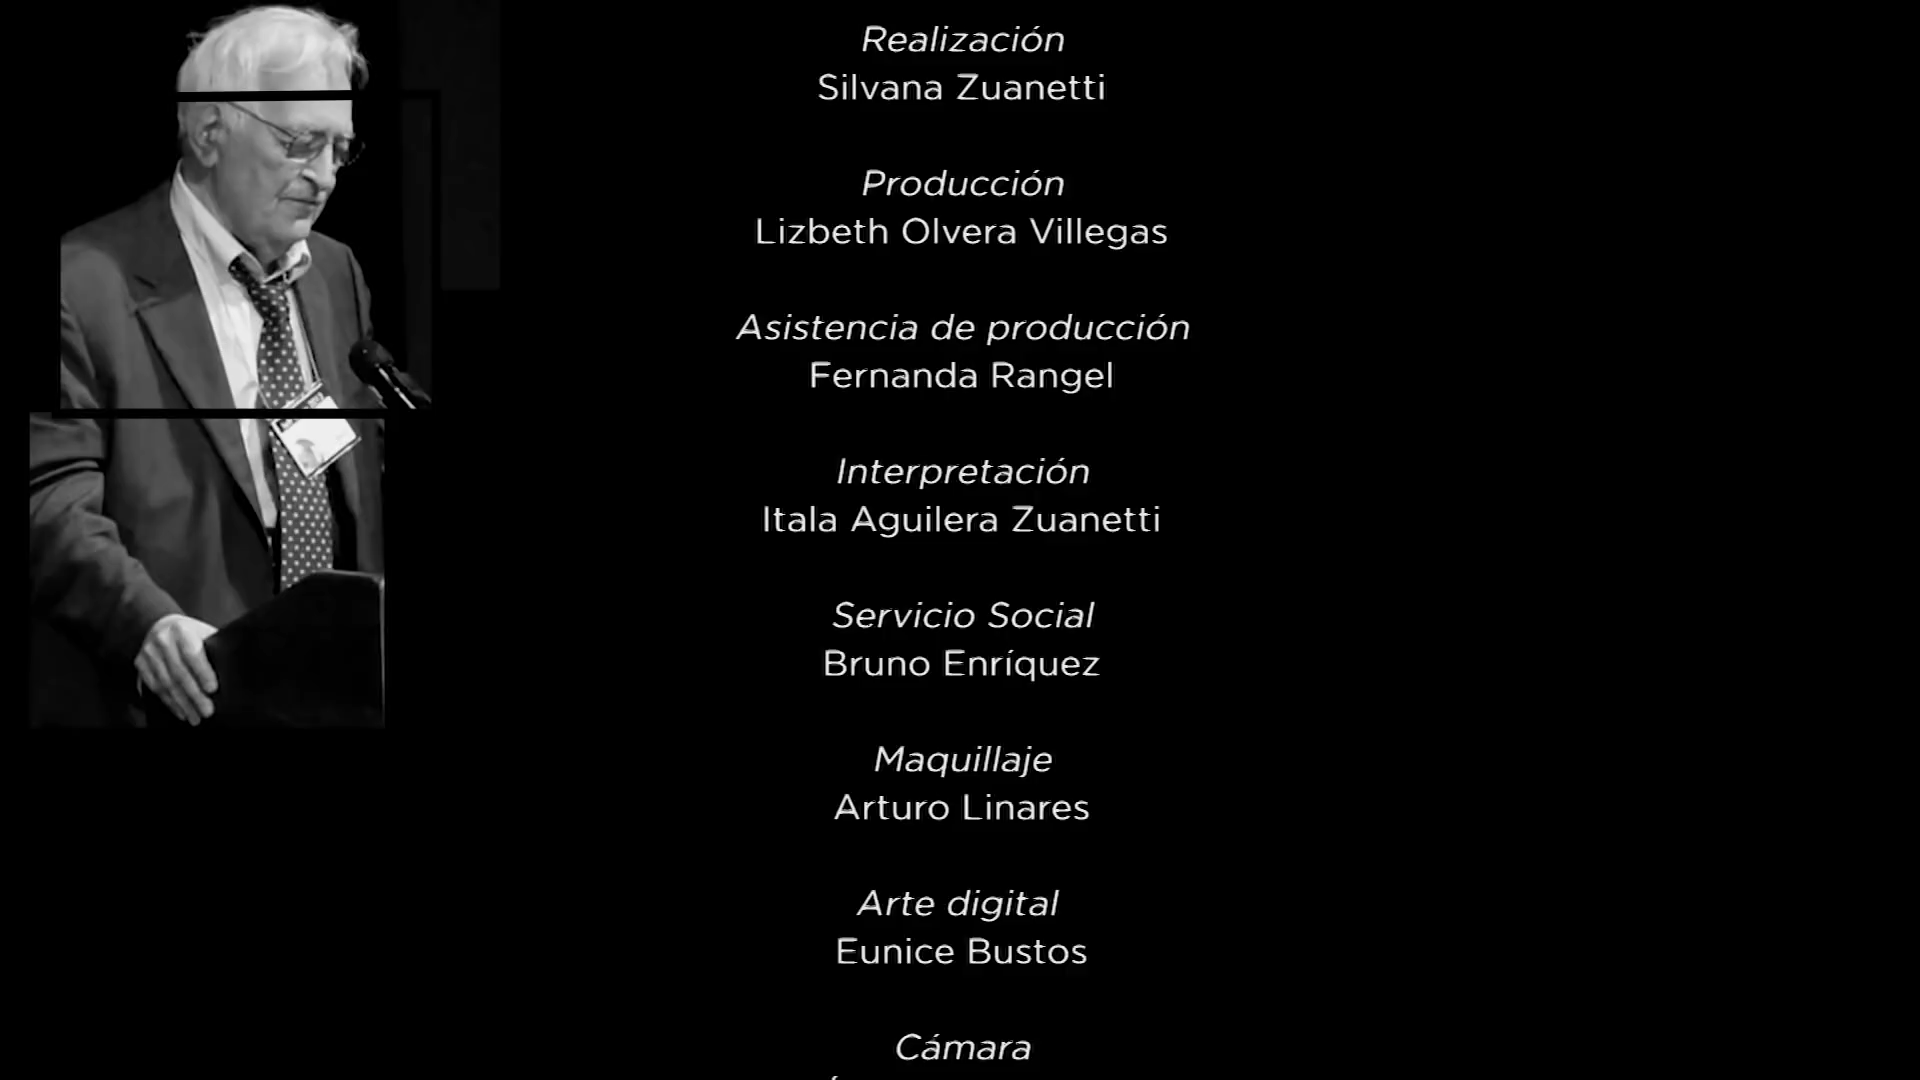 Realización
Silvana Zuanetti
Producción
Lizbeth Olvera Villegas
Asistencia de producción
Fernanda Rangel
Interpretación
Itala Aguilera Zuanetti
Servicio Social
Bruno Enríquez
Maquillaje
Arturo Linares
Arte digital
Eunice Bustos
Cámara